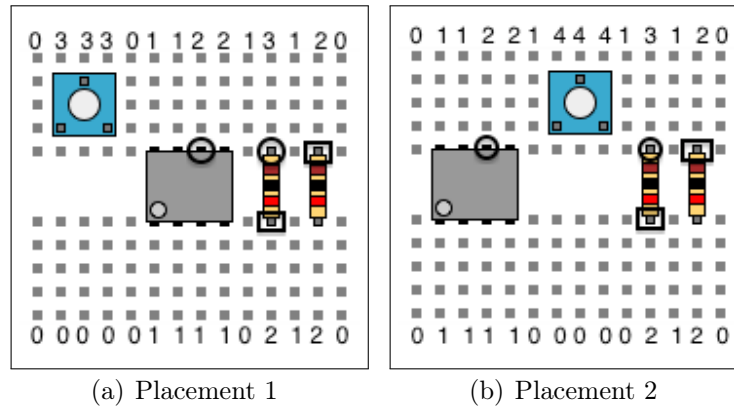 0 3 3 3 0 1 1 2 2 1 3 1 2 0
0 0 0 0 0 1 1 1 1 0 2 1 2 0
(a) Placement 1
0 1 1 2 2 1 4 4 4 1 3 1 2 0
0 1 1 1 1 0 0 0 0 0 2 1 2 0
(b) Placement 2